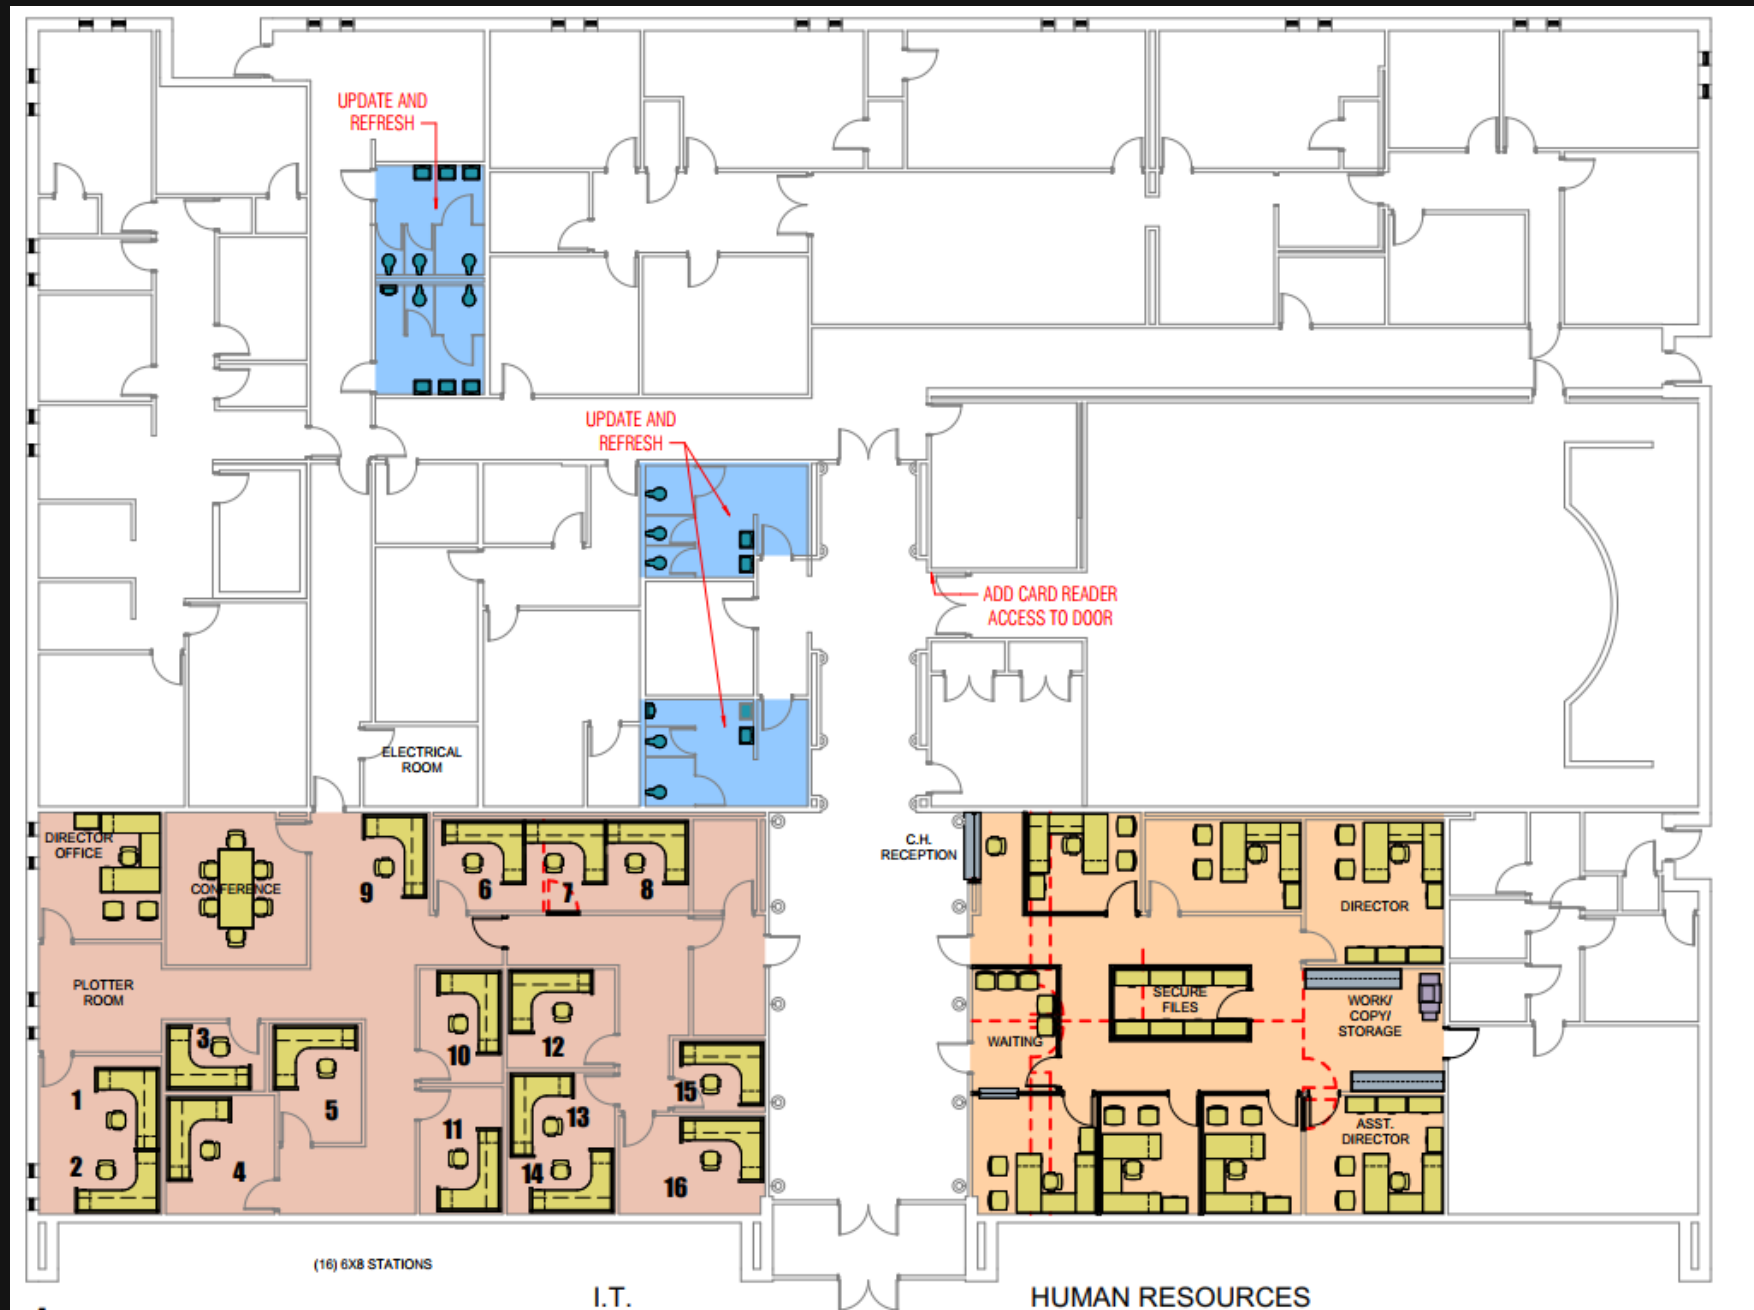 UPDATE AND
REFRESH
UPDATE AND
REFRESH
ADD CARD READER
ACCESS TO DOOR
ELECTRICAL
ROOM
DIRECTOR
OFFICE
CONFERENCE
9
6
7
8
C.H.
RECEPTION
DIRECTOR
PLOTTER
ROOM
SECURE
FILES
WORK/
COPY/
STORAGE
WAITING
3
10
12
1
5
15
11
13
2
4
14
16
ASST.
DIRECTOR
(16) 6X8 STATIONS
I.T.
HUMAN RESOURCES